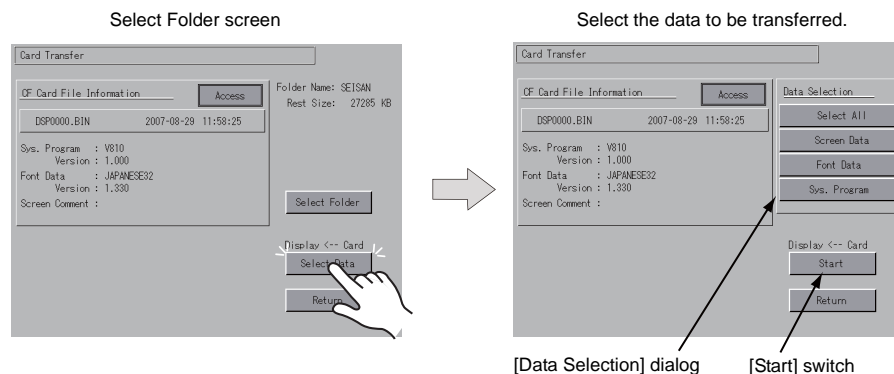 Select Folder screen
Card Transfer
CF Card File Information
Access
DSP0000.BIN 2007-08-29 11:58:25
Sys. Program : V810
Version : 1.000
Font Data : JAPANESE32
Version : 1.330
Screen Comment :
Folder Name: SEISAN
Rest Size: 27285 KB
Select Folder
Display <-- Card
Select Data
Return
Select the data to be transferred.
Card Transfer
CF Card File Information
Access
DSP0000.BIN 2007-08-29 11:58:25
Sys. Program : V810
Version : 1.000
Font Data : JAPANESE32
Version : 1.330
Screen Comment :
Data Selection
Select All
Screen Data
Font Data
Sys. Program
Display <-- Card
Start
Return
[Data Selection] dialog
[Start] switch